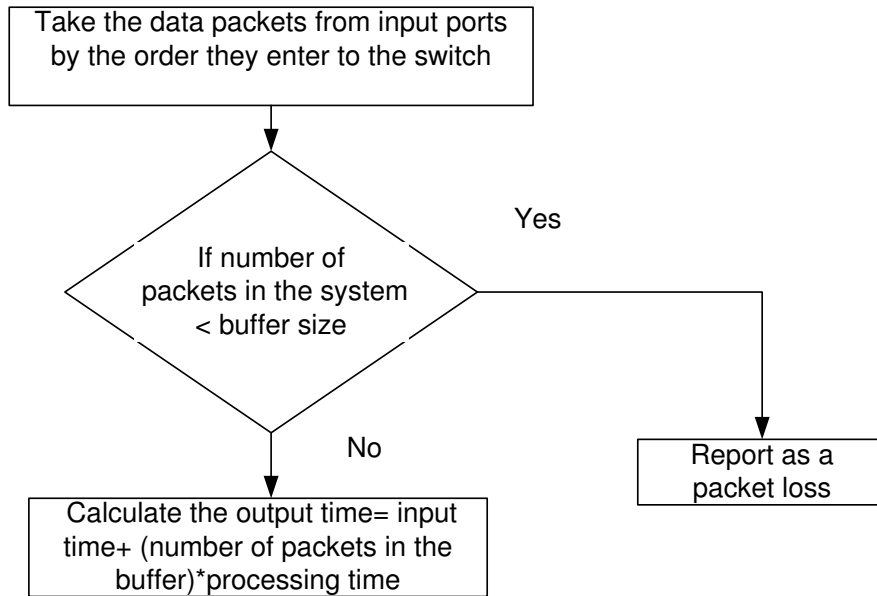 Take the data packets from input ports
by the order they enter to the switch
Yes
If number of
packets in the system
< buffer size
No
Report as a
packet loss
Calculate the output time= input
time+ (number of packets in the
buffer)*processing time